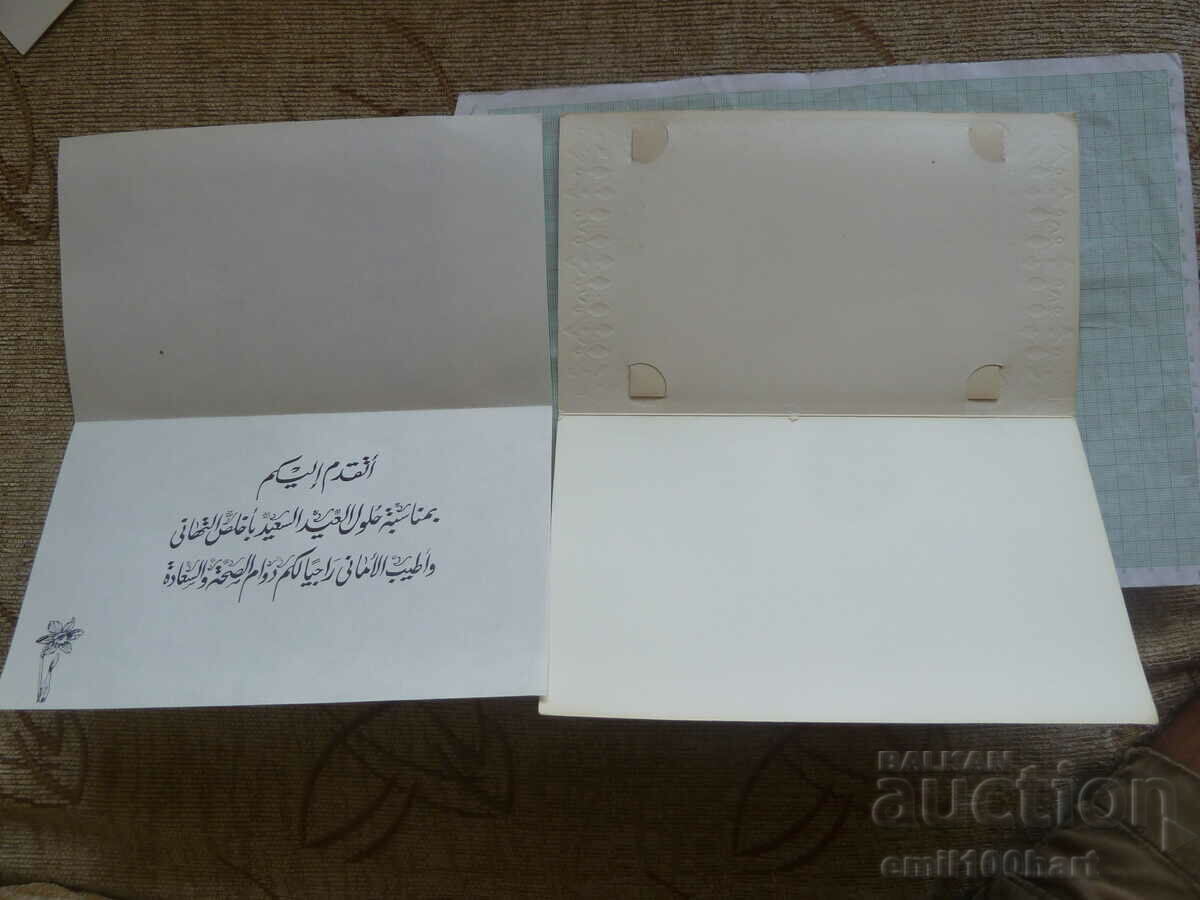 أتقدم إليكم
بمناسبة حلول العيد السعيد بأخلص التهاني
وأطيب الأماني راجيا لكم دوام الصحة والسعادة
BALKAN
auction
emil100hart